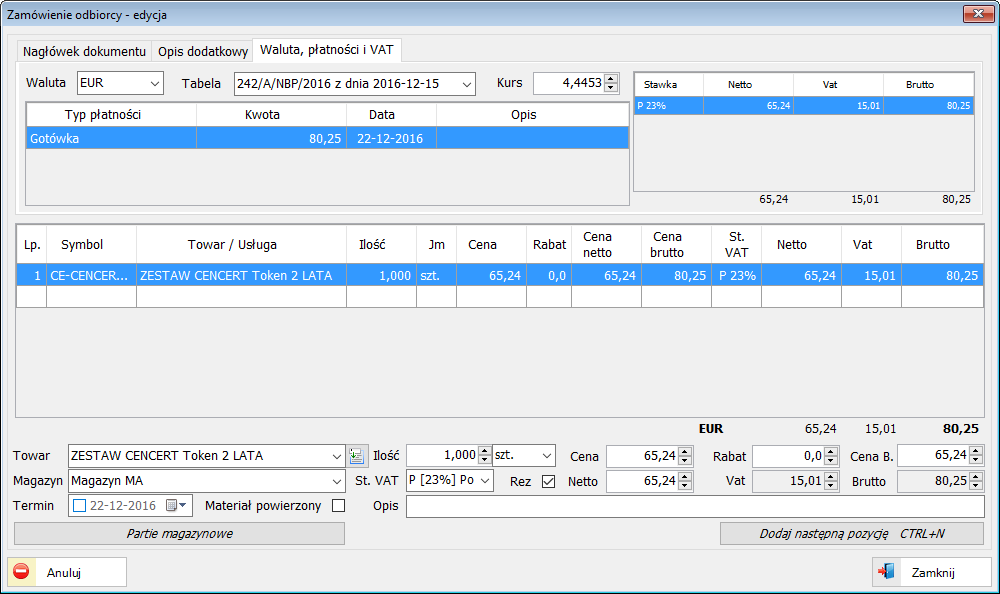 Zamówienie odbiorcy - edycja
Nagłówek dokumentu Opis dodatkowy Waluta, płatności i VAT
Waluta EUR Tabela 242/A/NBP/2016 z dnia 2016-12-15 Kurs 4,4453
Typ płatności Kwota Data Opis
Gotówka 80,25 22-12-2016
Stawka Netto Vat Brutto
P 23% 65,24 15,01 80,25
65,24 15,01 80,25
Lp. Symbol Towar / Usługa Ilość Jm Cena Rabat Cena netto Cena brutto St. VAT Netto Vat Brutto
1 CE-CENCER... ZESTAW CENCERT Token 2 LATA 1,000 szt. 65,24 0,0 65,24 80,25 P 23% 65,24 15,01 80,25
EUR 65,24 15,01 80,25
Towar ZESTAW CENCERT Token 2 LATA Ilość 1,000 szt. Cena 65,24 Rabat 0,0 Cena B. 65,24
Magazyn Magazyn MA St. VAT P [23%] Po Rez Netto 65,24 Vat 15,01 Brutto 80,25
Termin 22-12-2016 Materiał powierzony Opis
Partie magazynowe Dodaj następną pozycję CTRL+N
Anuluj Zamknij